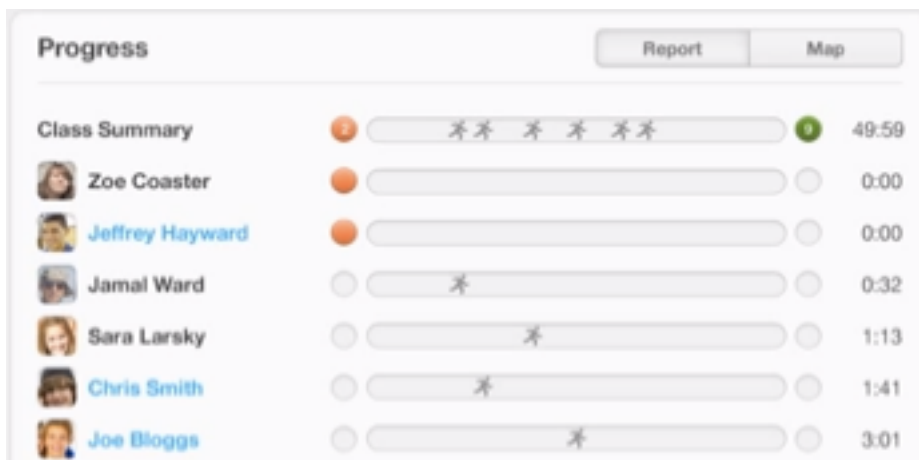 Progress Report Map
Class Summary 2 9 49:59
Zoe Coaster 0:00
Jeffrey Hayward 0:00
Jamal Ward 0:32
Sara Larsky 1:13
Chris Smith 1:41
Joe Bloggs 3:01